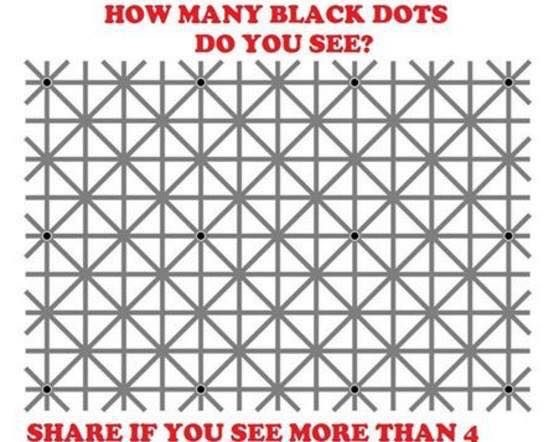 HOW MANY BLACK DOTS
DO YOU SEE?
SHARE IF YOU SEE MORE THAN 4